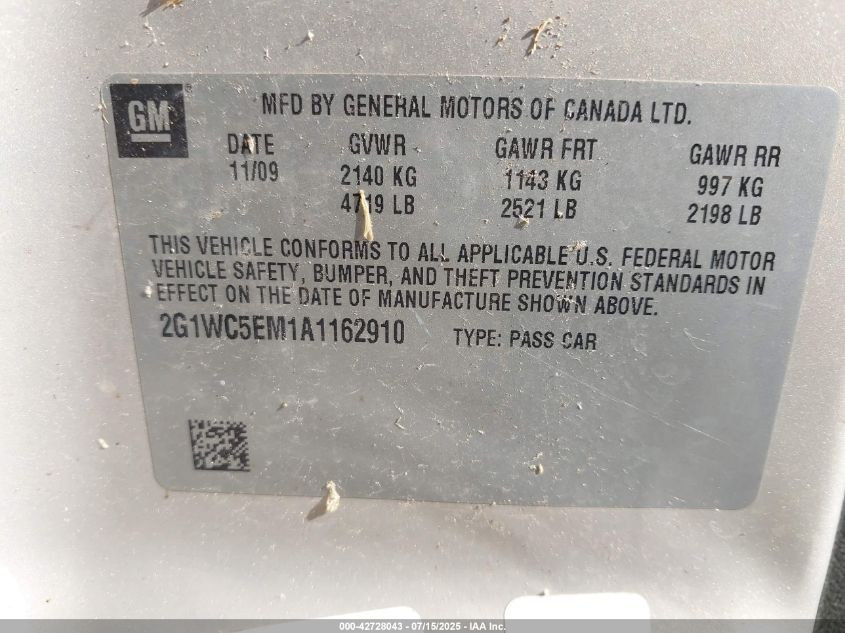 GM
MFD BY GENERAL MOTORS OF CANADA LTD.
DATE GVWR GAWR FRT GAWR RR
11/09 2140 KG 1143 KG 997 KG
4719 LB 2521 LB 2198 LB
THIS VEHICLE CONFORMS TO ALL APPLICABLE U.S. FEDERAL MOTOR
VEHICLE SAFETY, BUMPER, AND THEFT PREVENTION STANDARDS IN
EFFECT ON THE DATE OF MANUFACTURE SHOWN ABOVE.
2G1WC5EM1A1162910 TYPE: PASS CAR
000-42728043 - 07/15/2025 - IAA Inc.